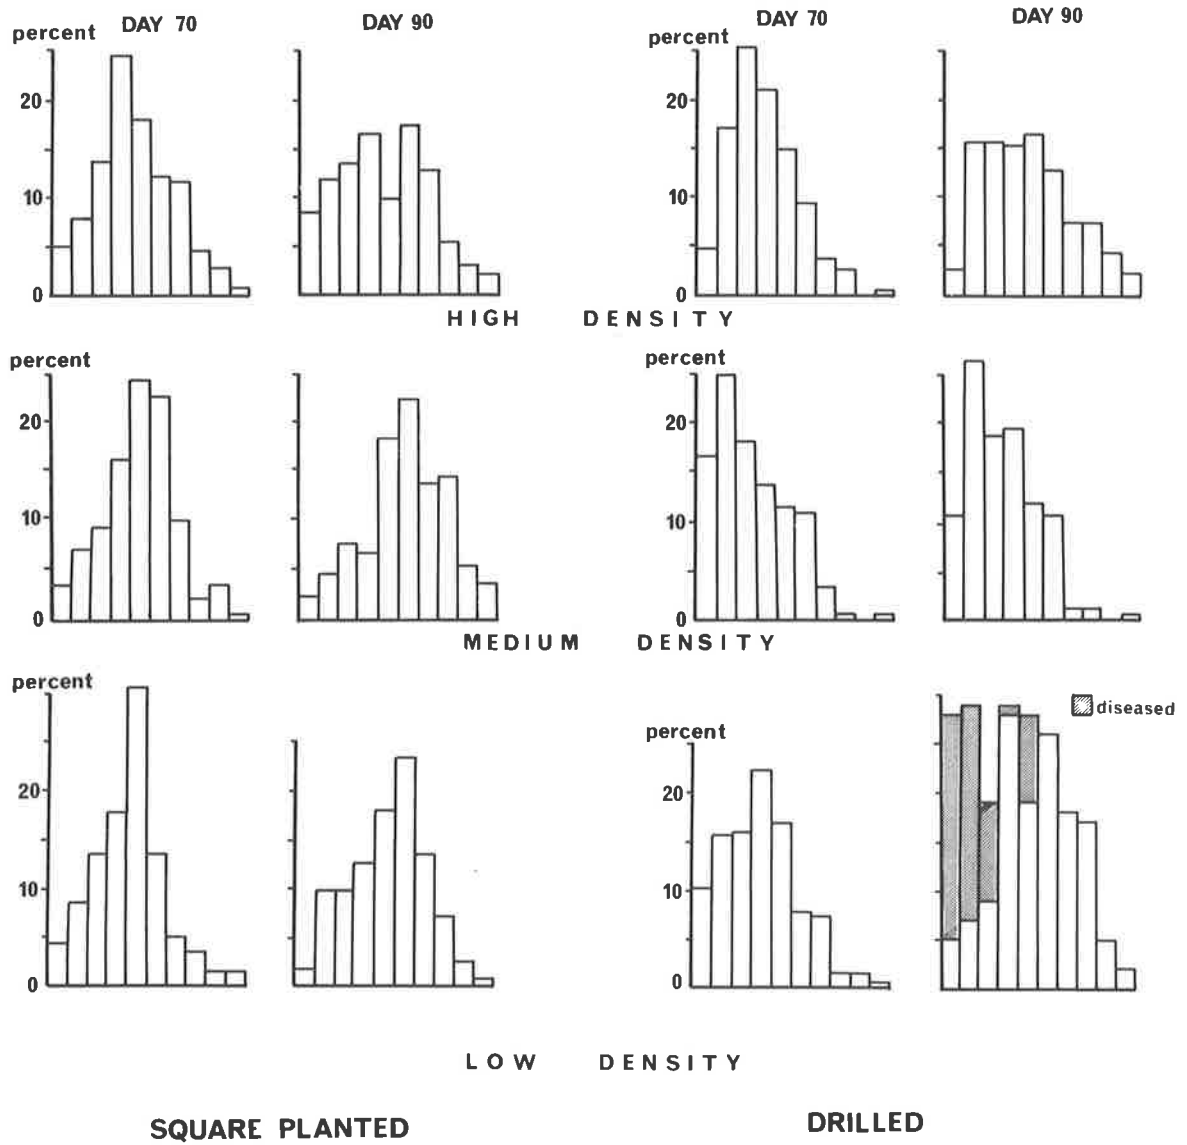 DAY 70 DAY 90 DAY 70 DAY 90
percent percent
20 20
10 10
0 0
HIGH DENSITY
percent percent
20 20
10 10
0 0
MEDIUM DENSITY
percent
diseased
percent
20 20
10 10
0 0
LOW DENSITY
SQUARE PLANTED DRILLED